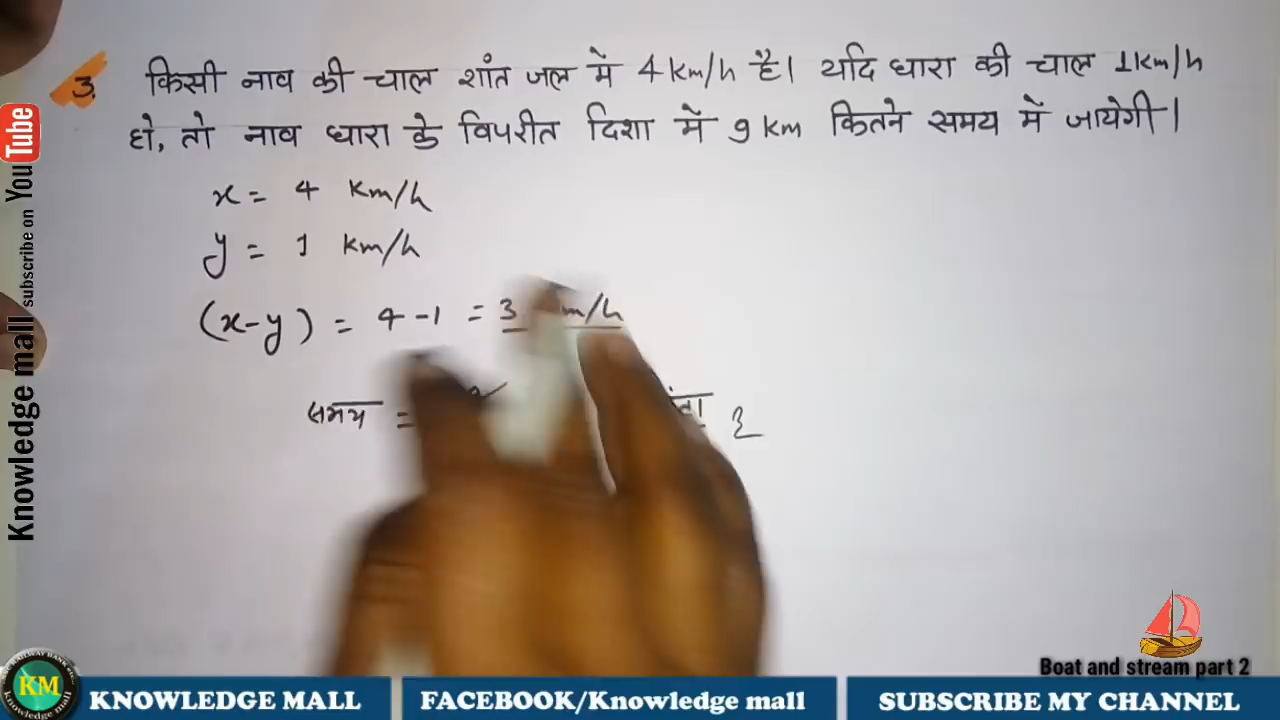 3. किसी नाव की चाल शांत जल में 4 km/h है। यदि धारा की चाल 1km/h
हो, तो नाव धारा के विपरीत दिशा में 9 km कितने समय में जायेगी।
x = 4 km/h
y = 1 km/h
(x-y) = 4-1 = 3 m/h
समय =
Knowledge mall subscribe on YouTube
Boat and stream part 2
KM
KNOWLEDGE MALL
FACEBOOK/Knowledge mall
SUBSCRIBE MY CHANNEL